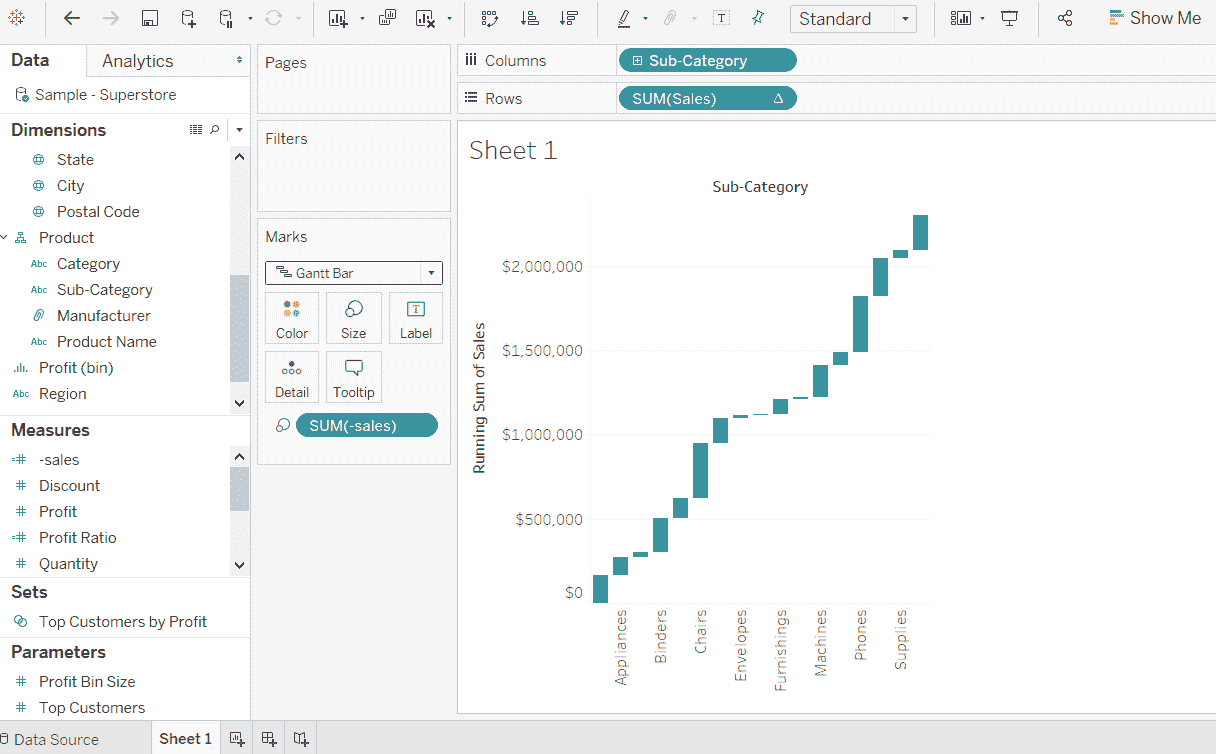 Standard
Show Me
Data
Analytics
Sample - Superstore
Dimensions
State
City
Postal Code
Product
Abc Category
Abc Sub-Category
Manufacturer
Abc Product Name
Profit (bin)
Abc Region
Measures
-sales
Discount
Profit
Profit Ratio
Quantity
Sets
Top Customers by Profit
Parameters
Profit Bin Size
Top Customers
Pages
Filters
Marks
Gantt Bar
Color
Size
T
Label
Detail
Tooltip
SUM(-sales)
Columns
Sub-Category
Rows
SUM(Sales) Δ
Sheet 1
Sub-Category
Running Sum of Sales
$2,000,000
$1,500,000
$1,000,000
$500,000
$0
Appliances
Binders
Chairs
Envelopes
Furnishings
Machines
Phones
Supplies
Data Source
Sheet 1